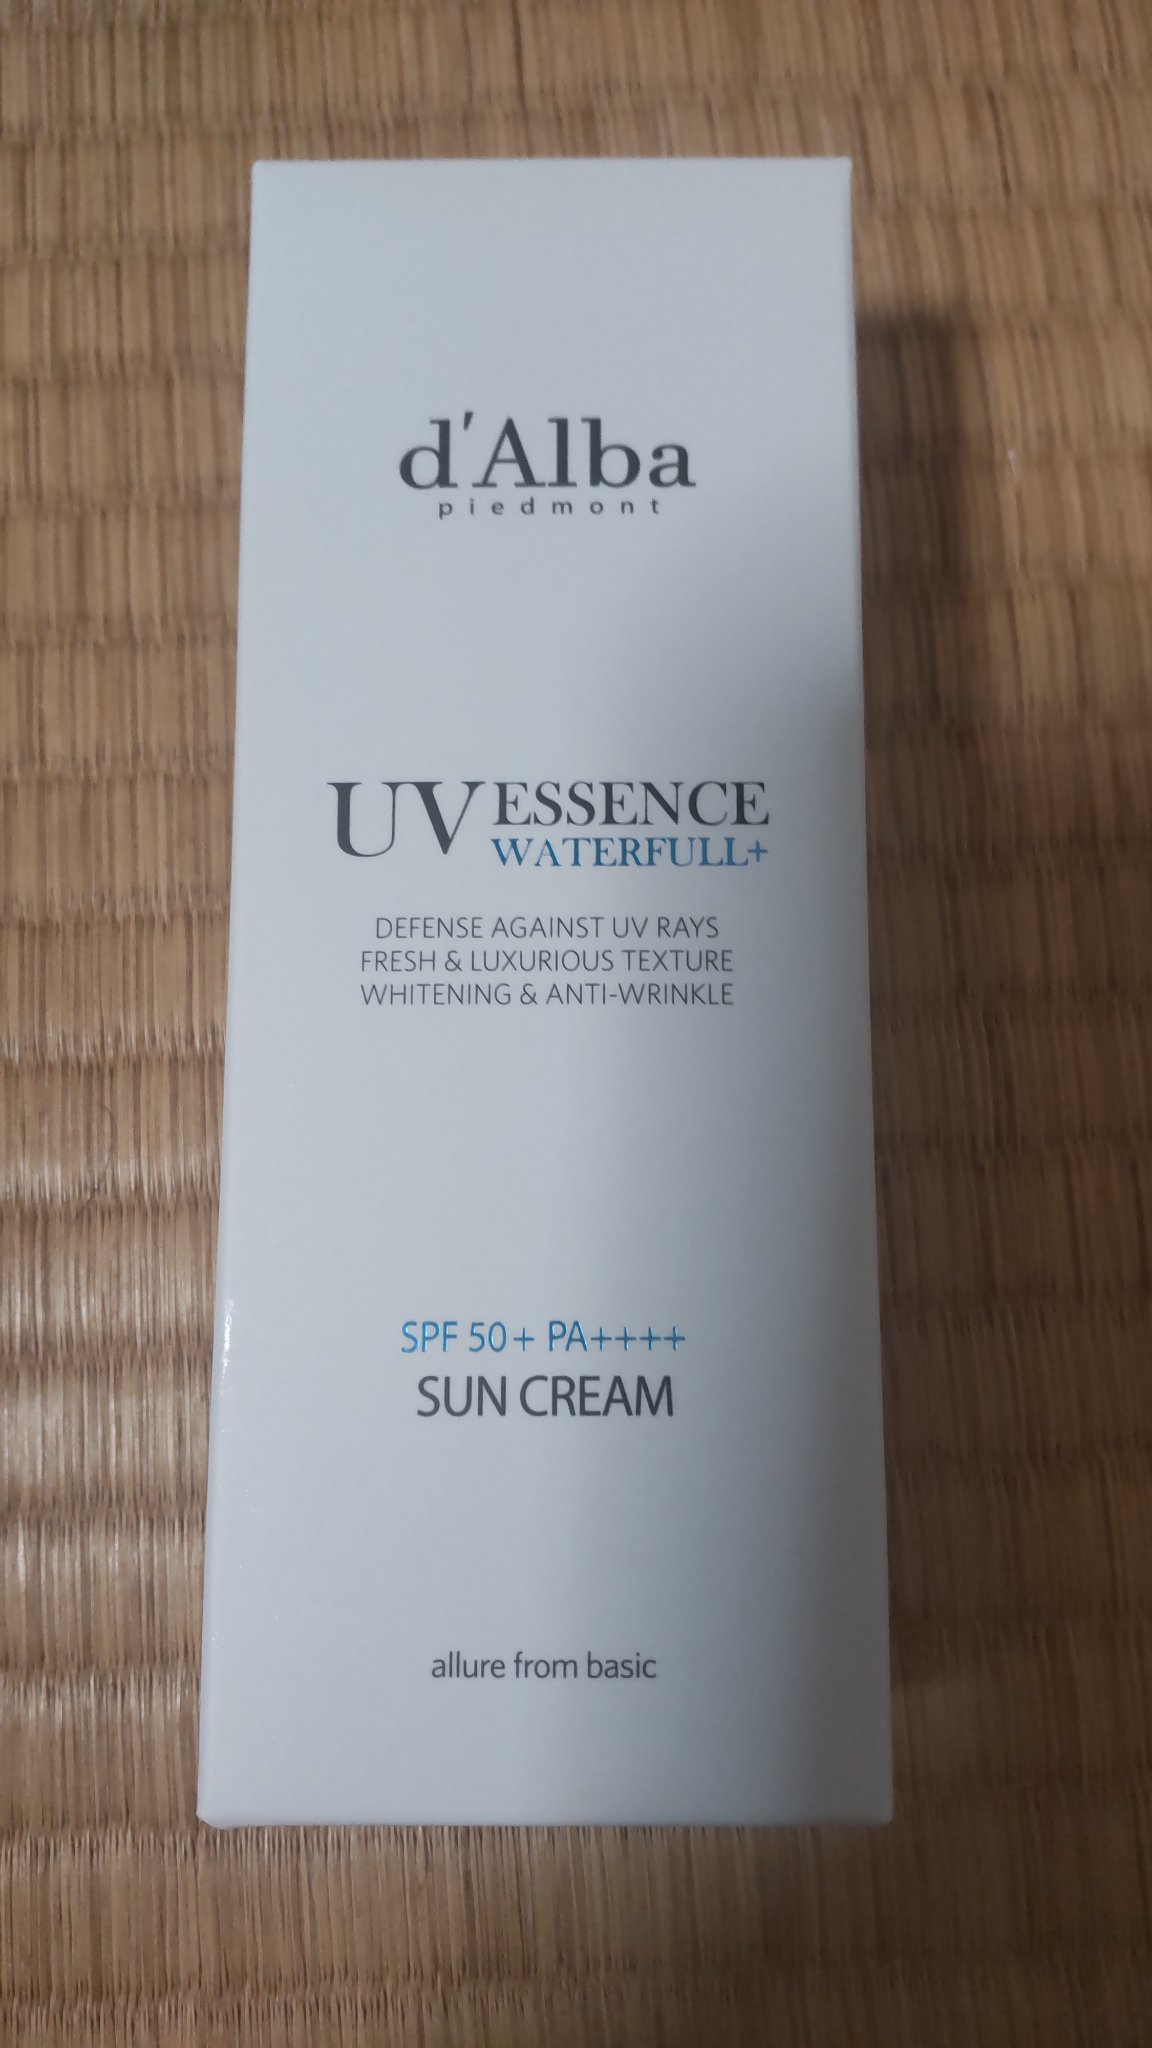 d'Alba
piedmont
UV ESSENCE
WATERFULL+
DEFENSE AGAINST UV RAYS
FRESH & LUXURIOUS TEXTURE
WHITENING & ANTI-WRINKLE
SPF 50+ PA++++
SUN CREAM
allure from basic